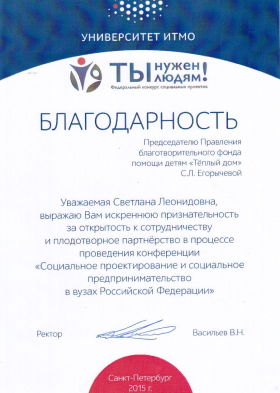 УНИВЕРСИТЕТ ИТМО
ТЫ нужен людям!
Федеральный конкурс социальных проектов
БЛАГОДАРНОСТЬ
Председателю Правления
благотворительного фонда
помощи детям «Тёплый дом»
С.Л. Егорычевой
Уважаемая Светлана Леонидовна,
выражаю Вам искреннюю признательность
за открытость к сотрудничеству
и плодотворное партнёрство в процессе
проведения конференции
«Социальное проектирование и социальное
предпринимательство
в вузах Российской Федерации»
Ректор Васильев В.Н.
Санкт-Петербург
2015 г.